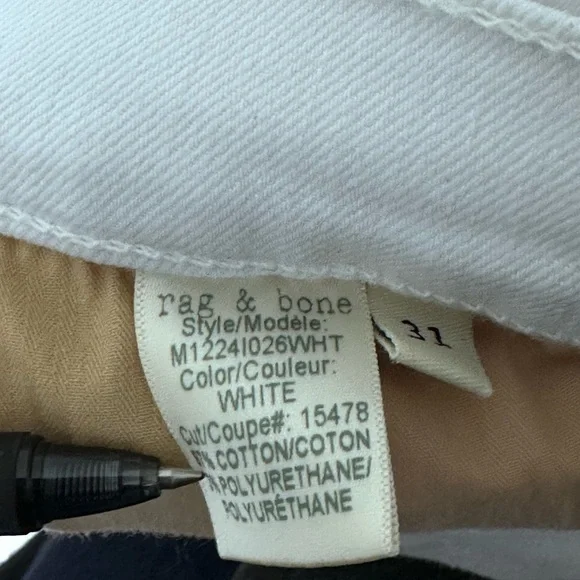 rag & bone
Style/Modèle:
M1224I026WHT
Color/Couleur:
WHITE
Cut/Coupe#: 15478
COTTON/COTON
POLYURETHANE/
POLYURÉTHANE
31